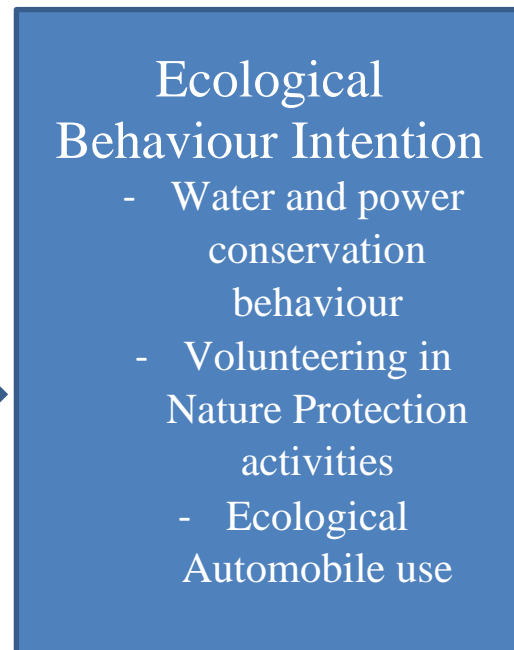 Ecological
Behaviour Intention
- Water and power
conservation
behaviour
- Volunteering in
Nature Protection
activities
- Ecological
Automobile use